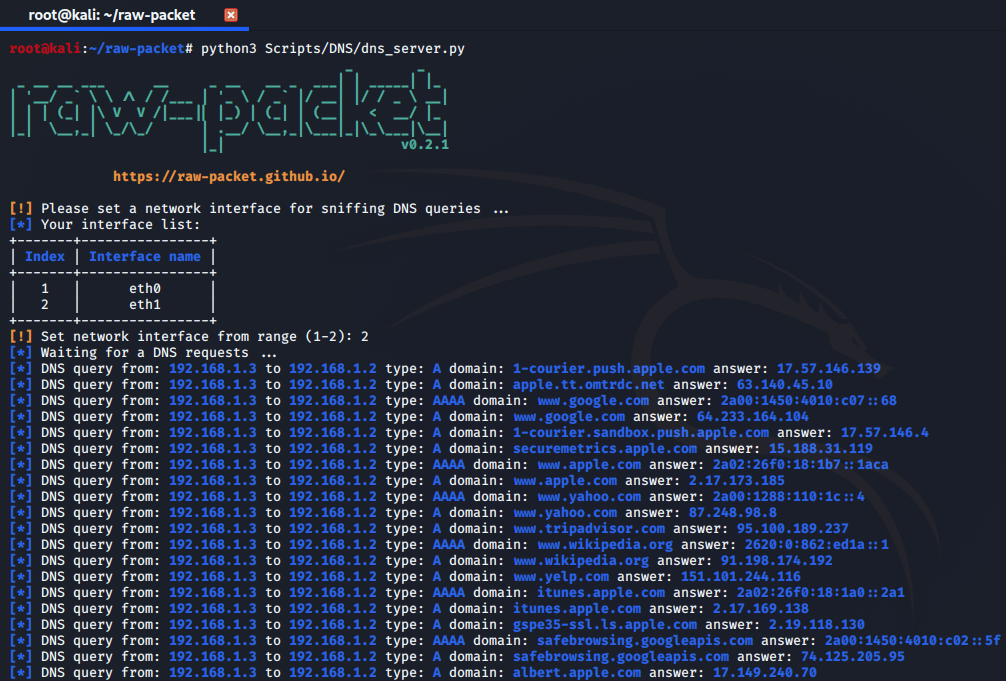 root@kali: ~/raw-packet
root@kali:~/raw-packet# python3 Scripts/DNS/dns_server.py
raw-packet
v0.2.1
https://raw-packet.github.io/
[!] Please set a network interface for sniffing DNS queries ...
[*] Your interface list:
+-------+----------------+
| Index | Interface name |
+-------+----------------+
| 1 | eth0 |
| 2 | eth1 |
+-------+----------------+
[!] Set network interface from range (1-2): 2
[*] Waiting for a DNS requests ...
[*] DNS query from: 192.168.1.3 to 192.168.1.2 type: A domain: 1-courier.push.apple.com answer: 17.57.146.139
[*] DNS query from: 192.168.1.3 to 192.168.1.2 type: A domain: apple.tt.omtrdc.net answer: 63.140.45.10
[*] DNS query from: 192.168.1.3 to 192.168.1.2 type: AAAA domain: www.google.com answer: 2a00:1450:4010:c07::68
[*] DNS query from: 192.168.1.3 to 192.168.1.2 type: A domain: www.google.com answer: 64.233.164.104
[*] DNS query from: 192.168.1.3 to 192.168.1.2 type: A domain: 1-courier.sandbox.push.apple.com answer: 17.57.146.4
[*] DNS query from: 192.168.1.3 to 192.168.1.2 type: A domain: securemetrics.apple.com answer: 15.188.31.119
[*] DNS query from: 192.168.1.3 to 192.168.1.2 type: AAAA domain: www.apple.com answer: 2a02:26f0:18:1b7::1aca
[*] DNS query from: 192.168.1.3 to 192.168.1.2 type: A domain: www.apple.com answer: 2.17.173.185
[*] DNS query from: 192.168.1.3 to 192.168.1.2 type: AAAA domain: www.yahoo.com answer: 2a00:1288:110:1c::4
[*] DNS query from: 192.168.1.3 to 192.168.1.2 type: A domain: www.yahoo.com answer: 87.248.98.8
[*] DNS query from: 192.168.1.3 to 192.168.1.2 type: A domain: www.tripadvisor.com answer: 95.100.189.237
[*] DNS query from: 192.168.1.3 to 192.168.1.2 type: AAAA domain: www.wikipedia.org answer: 2620:0:862:ed1a::1
[*] DNS query from: 192.168.1.3 to 192.168.1.2 type: A domain: www.wikipedia.org answer: 91.198.174.192
[*] DNS query from: 192.168.1.3 to 192.168.1.2 type: A domain: www.yelp.com answer: 151.101.244.116
[*] DNS query from: 192.168.1.3 to 192.168.1.2 type: AAAA domain: itunes.apple.com answer: 2a02:26f0:18:1a0::2a1
[*] DNS query from: 192.168.1.3 to 192.168.1.2 type: A domain: itunes.apple.com answer: 2.17.169.138
[*] DNS query from: 192.168.1.3 to 192.168.1.2 type: A domain: gspe35-ssl.ls.apple.com answer: 2.19.118.130
[*] DNS query from: 192.168.1.3 to 192.168.1.2 type: AAAA domain: safebrowsing.googleapis.com answer: 2a00:1450:4010:c02::5f
[*] DNS query from: 192.168.1.3 to 192.168.1.2 type: A domain: safebrowsing.googleapis.com answer: 74.125.205.95
[*] DNS query from: 192.168.1.3 to 192.168.1.2 type: A domain: albert.apple.com answer: 17.149.240.70